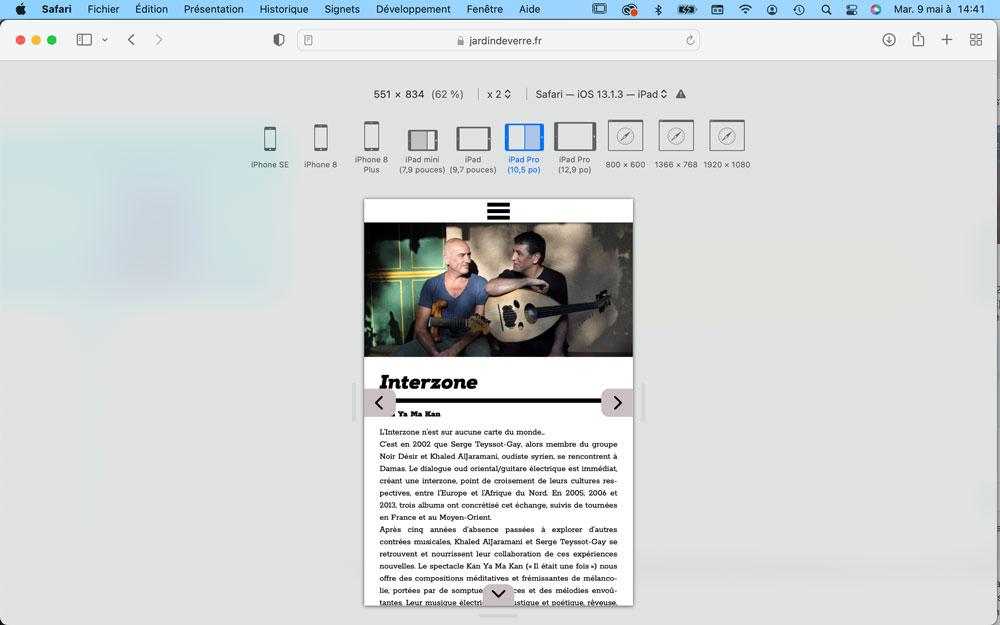 Safari Fichier Édition Présentation Historique Signets Développement Fenêtre Aide Mar. 9 mai à 14:41
jardindeverre.fr
551 × 834 (62 %) x 2 Safari — iOS 13.1.3 — iPad
iPhone SE
iPhone 8
iPhone 8
Plus
iPad mini
(7,9 pouces)
iPad
(9,7 pouces)
iPad Pro
(10,5 po)
iPad Pro
(12,9 po)
800 × 600
1366 × 768
1920 × 1080
Interzone
Ya Ma Kan
L'Interzone n'est sur aucune carte du monde…
C'est en 2002 que Serge Teyssot-Gay, alors membre du groupe
Noir Désir et Khaled AlJaramani, oudiste syrien, se rencontrent à
Damas. Le dialogue oud oriental/guitare électrique est immédiat,
créant une interzone, point de croisement de leurs cultures res-
pectives, entre l'Europe et l'Afrique du Nord. En 2005, 2006 et
2013, trois albums ont concrétisé cet échange, suivis de tournées
en France et au Moyen-Orient.
Après cinq années d'absence passées à explorer d'autres
contrées musicales, Khaled AlJaramani et Serge Teyssot-Gay se
retrouvent et nourrissent leur collaboration de ces expériences
nouvelles. Le spectacle Kan Ya Ma Kan (« Il était une fois ») nous
offre des compositions méditatives et frémissantes de mélanco-
lie, portées par de somptue ces et des mélodies envoû-
tantes. Leur musique électri ustique et poétique, rêveuse,